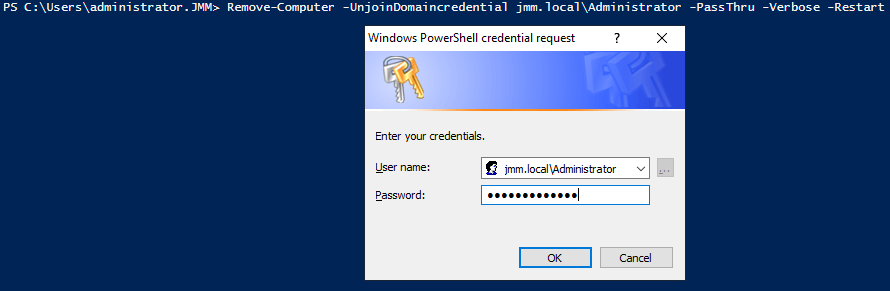 PS C:\Users\administrator.JMM> Remove-Computer -UnjoinDomaincredential jmm.local\Administrator -PassThru -Verbose -Restart
Windows PowerShell credential request
Enter your credentials.
User name: jmm.local\Administrator ...
Password: •••••••••••••
OK Cancel